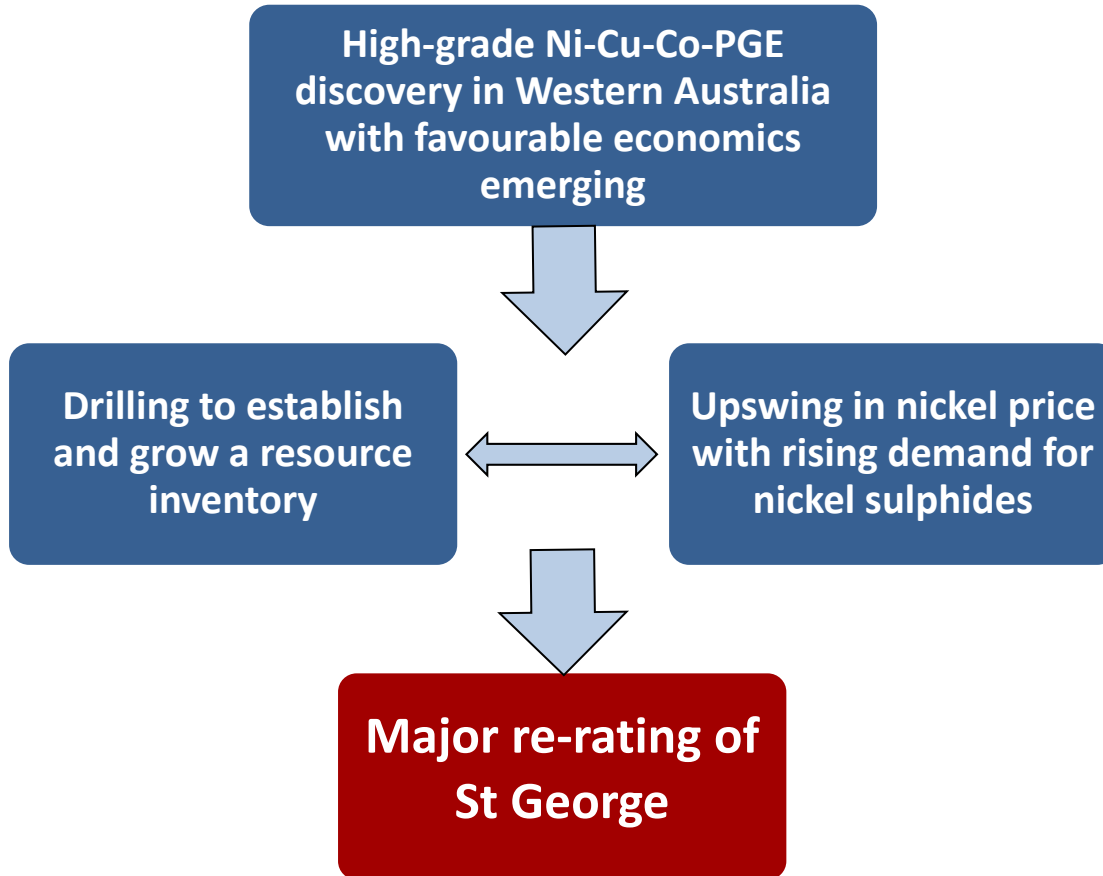 High-grade Ni-Cu-Co-PGE
discovery in Western Australia
with favourable economics
emerging
Drilling to establish
and grow a resource
inventory
Upswing in nickel price
with rising demand for
nickel sulphides
Major re-rating of
St George